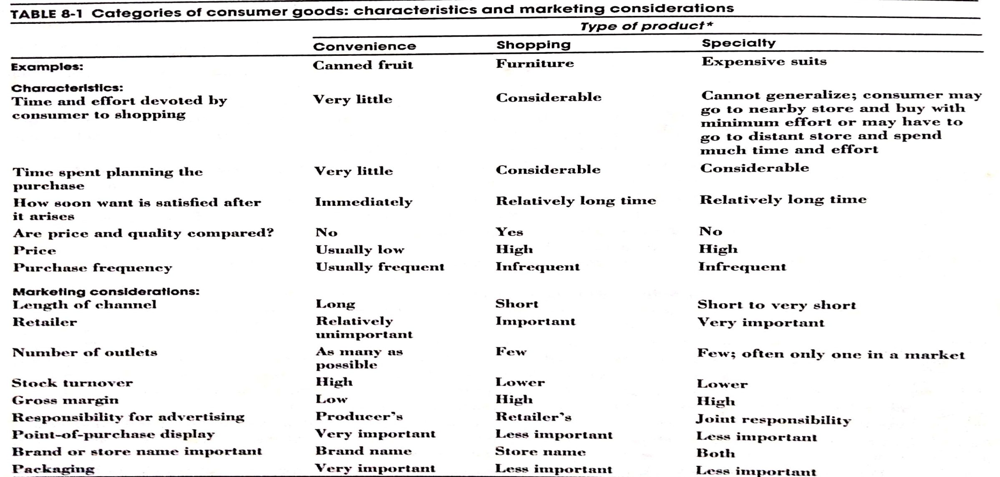 TABLE 8-1 Categories of consumer goods: characteristics and marketing considerations
Type of product*
Convenience Shopping Specialty
Examples: Canned fruit Furniture Expensive suits
Characteristics:
Time and effort devoted by Very little Considerable Cannot generalize; consumer may
consumer to shopping go to nearby store and buy with
minimum effort or may have to
go to distant store and spend
much time and effort
Time spent planning the Very little Considerable Considerable
purchase
How soon want is satisfied after Immediately Relatively long time Relatively long time
it arises
Are price and quality compared? No Yes No
Price Usually low High High
Purchase frequency Usually frequent Infrequent Infrequent
Marketing considerations:
Length of channel Long Short Short to very short
Retailer Relatively Important Very important
unimportant
Number of outlets As many as Few Few; often only one in a market
possible
Stock turnover High Lower Lower
Gross margin Low High High
Responsibility for advertising Producer's Retailer's Joint responsibility
Point-of-purchase display Very important Less important Less important
Brand or store name important Brand name Store name Both
Packaging Very important Less important Less important